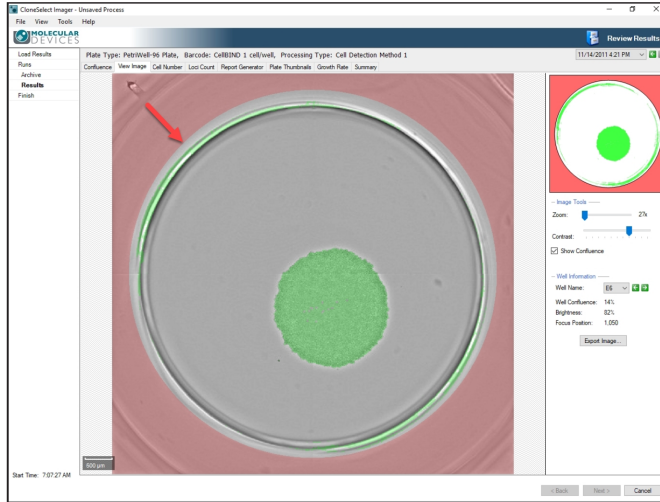 CloneSelect Imager - Unsaved Process
File View Tools Help
MOLECULAR
DEVICES
Review Results
Load Results
Runs
Archive
Results
Finish
Plate Type: PetriWell-96 Plate, Barcode: CellBIND 1 cell/well, Processing Type: Cell Detection Method 1
11/14/2011 4:21 PM
Confluence View Image Cell Number Loci Count Report Generator Plate Thumbnails Growth Rate Summary
-- Image Tools -----
Zoom: 27x
Contrast:
Show Confluence
-- Well Information -----
Well Name: E6
Well Confluence: 14%
Brightness: 82%
Focus Position: 1.050
Export Image...
500 µm
Start Time: 7:07:27 AM
< Back Next > Cancel